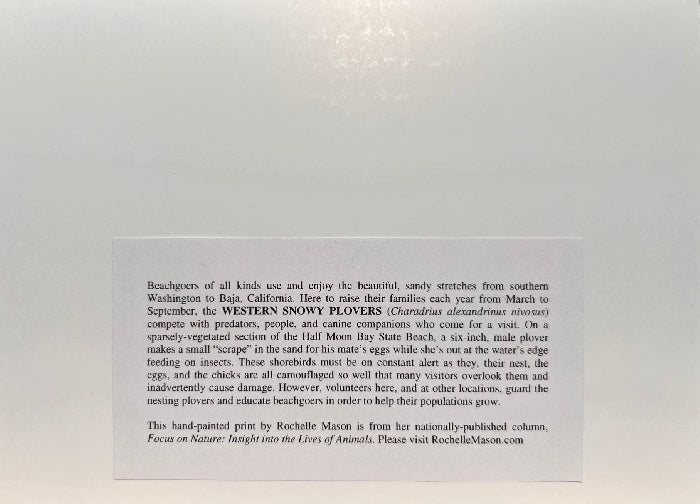 Beachgoers of all kinds use and enjoy the beautiful, sandy stretches from southern
Washington to Baja, California. Here to raise their families each year from March to
September, the WESTERN SNOWY PLOVERS (Charadrius alexandrinus nivosus)
compete with predators, people, and canine companions who come for a visit. On a
sparsely-vegetated section of the Half Moon Bay State Beach, a six-inch, male plover
makes a small "scrape" in the sand for his mate's eggs while she's out at the water's edge
feeding on insects. These shorebirds must be on constant alert as they, their nest, the
eggs, and the chicks are all camouflaged so well that many visitors overlook them and
inadvertently cause damage. However, volunteers here, and at other locations, guard the
nesting plovers and educate beachgoers in order to help their populations grow.
This hand-painted print by Rochelle Mason is from her nationally-published column,
Focus on Nature: Insight into the Lives of Animals. Please visit RochelleMason.com